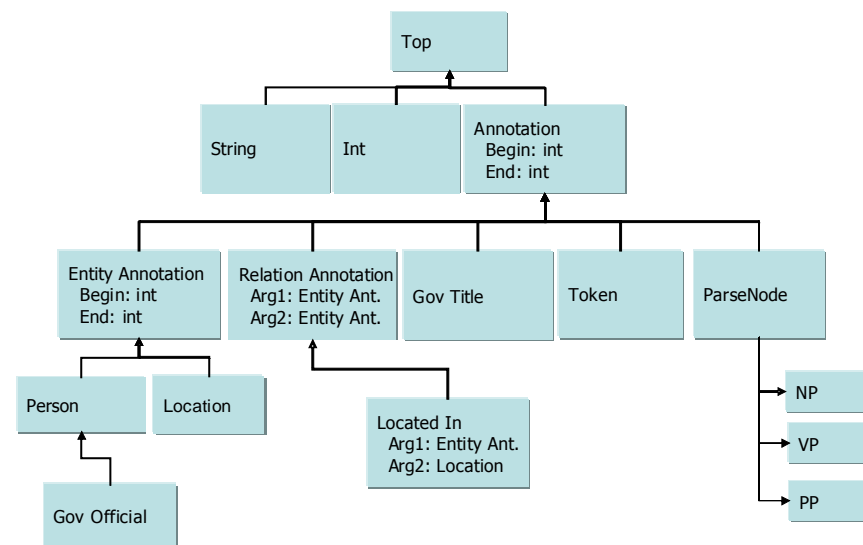 Top
String
Int
Annotation
Begin: int
End: int
Entity Annotation
Begin: int
End: int
Relation Annotation
Arg1: Entity Ant.
Arg2: Entity Ant.
Gov Title
Token
ParseNode
Person
Location
Located In
Arg1: Entity Ant.
Arg2: Location
NP
VP
PP
Gov Official